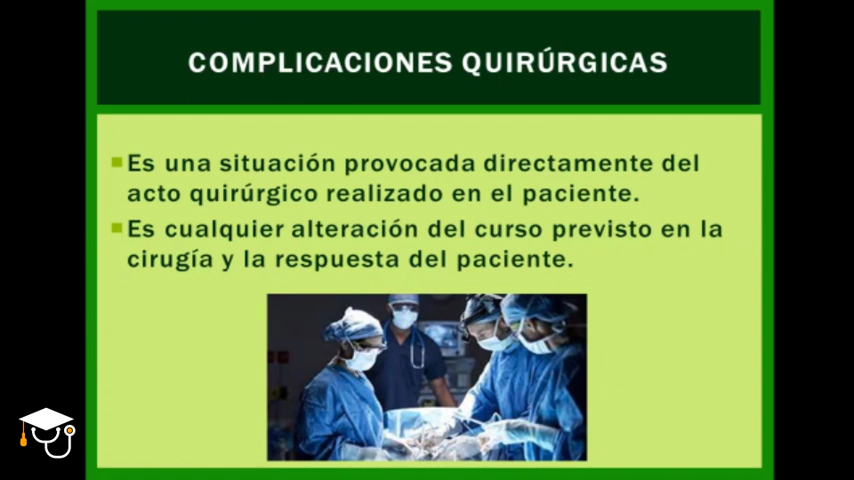 COMPLICACIONES QUIRÚRGICAS
Es una situación provocada directamente del
acto quirúrgico realizado en el paciente.
Es cualquier alteración del curso previsto en la
cirugía y la respuesta del paciente.